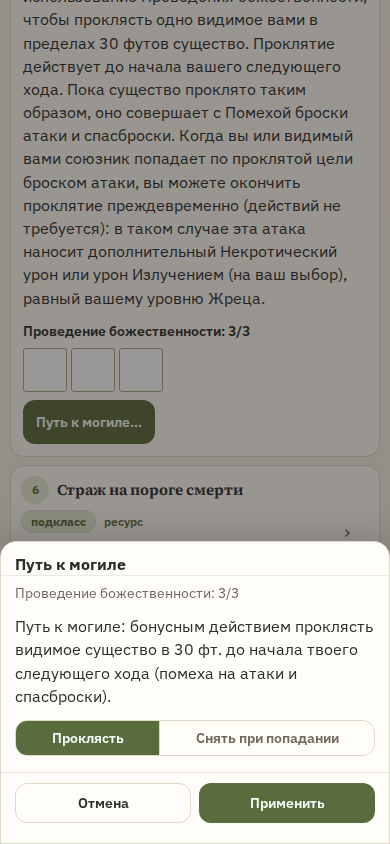 использование Проведения божественности,
чтобы проклясть одно видимое вами в
пределах 30 футов существо. Проклятие
действует до начала вашего следующего
хода. Пока существо проклято таким
образом, оно совершает с Помехой броски
атаки и спасброски. Когда вы или видимый
вами союзник попадает по проклятой цели
броском атаки, вы можете окончить
проклятие преждевременно (действий не
требуется): в таком случае эта атака
наносит дополнительный Некротический
урон или урон Излучением (на ваш выбор),
равный вашему уровню Жреца.
Проведение божественности: 3/3
Путь к могиле...
6 Страж на пороге смерти
подкласс ресурс
Путь к могиле
Проведение божественности: 3/3
Путь к могиле: бонусным действием проклясть
видимое существо в 30 фт. до начала твоего
следующего хода (помеха на атаки и
спасброски).
Проклясть Снять при попадании
Отмена Применить